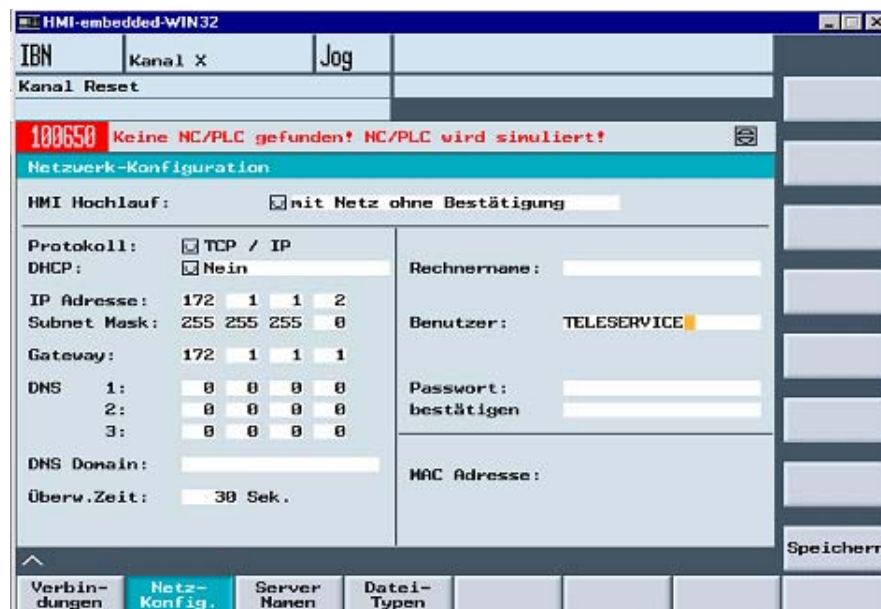 HMI-embedded-WIN32
IBN Kanal X Jog
Kanal Reset
100650 Keine NC/PLC gefunden! NC/PLC wird simuliert!
Netzwerk-Konfiguration
HMI Hochlauf: mit Netz ohne Bestätigung
Protokoll: TCP / IP
DHCP: Nein
Rechnername:
IP Adresse: 172 1 1 2
Subnet Mask: 255 255 255 0
Benutzer: TELESERVICE
Gateway: 172 1 1 1
DNS 1: 0 0 0 0
Passwort:
2: 0 0 0 0
bestätigen
3: 0 0 0 0
DNS Domain:
MAC Adresse:
Überw.Zeit: 30 Sek.
Speichern
Verbin-
dungen
Netz-
Konfig.
Server
Namen
Datei-
Typen